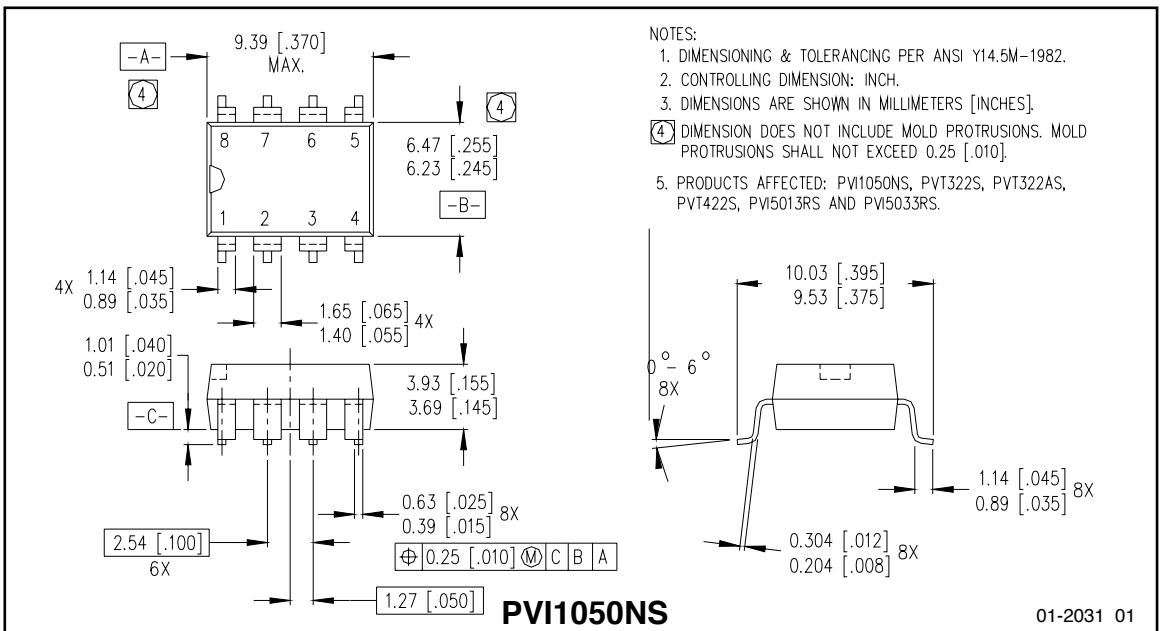 9.39 [.370]
MAX.
-A-
4
4
8 7 6 5
1 2 3 4
6.47 [.255]
6.23 [.245]
-B-
4X 1.14 [.045]
0.89 [.035]
1.65 [.065] 4X
1.40 [.055]
1.01 [.040]
0.51 [.020]
-C-
3.93 [.155]
3.69 [.145]
0.63 [.025] 8X
0.39 [.015]
2.54 [.100]
6X
⌖ 0.25 [.010] Ⓜ C B A
1.27 [.050]
NOTES:
1. DIMENSIONING & TOLERANCING PER ANSI Y14.5M-1982.
2. CONTROLLING DIMENSION: INCH.
3. DIMENSIONS ARE SHOWN IN MILLIMETERS [INCHES].
4 DIMENSION DOES NOT INCLUDE MOLD PROTRUSIONS. MOLD
PROTRUSIONS SHALL NOT EXCEED 0.25 [.010].
5. PRODUCTS AFFECTED: PVI1050NS, PVT322S, PVT322AS,
PVT422S, PVI5013RS AND PVI5033RS.
10.03 [.395]
9.53 [.375]
0° - 6°
8X
1.14 [.045] 8X
0.89 [.035]
0.304 [.012] 8X
0.204 [.008]
PVI1050NS
01-2031 01